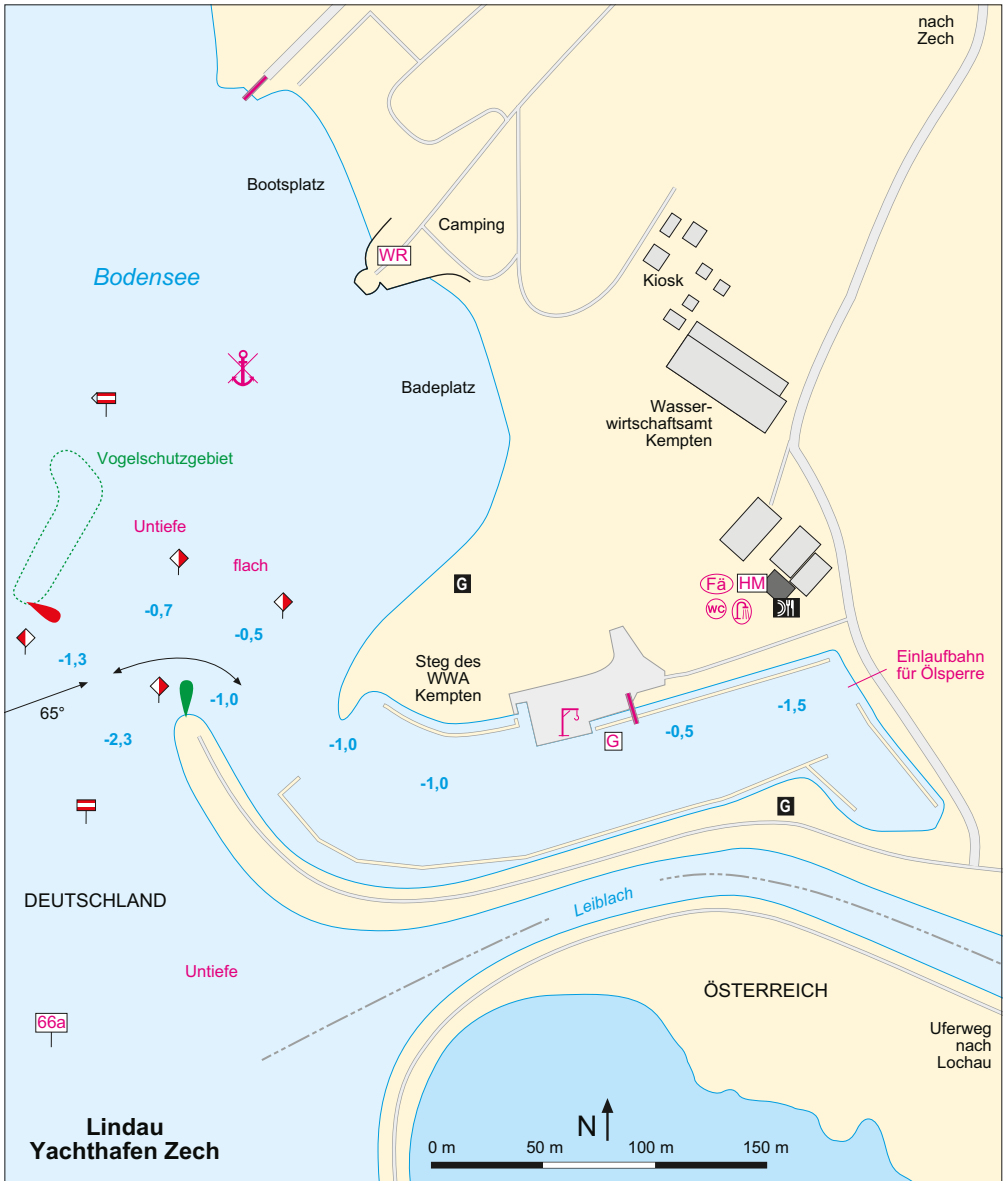 nach
Zech
Bootsplatz
Camping
WR
Bodensee
Kiosk
Badeplatz
Wasser-
wirtschaftsamt
Kempten
Vogelschutzgebiet
Untiefe
flach
G
Fä
HM
WC
-0,7
-0,5
-1,3
65°
-1,0
-2,3
Steg des
WWA
Kempten
Einlaufbahn
für Ölsperre
-1,0
-1,0
G
-0,5
-1,5
G
DEUTSCHLAND
Leiblach
Untiefe
ÖSTERREICH
66a
Uferweg
nach
Lochau
Lindau
Yachthafen Zech
N
0 m
50 m
100 m
150 m